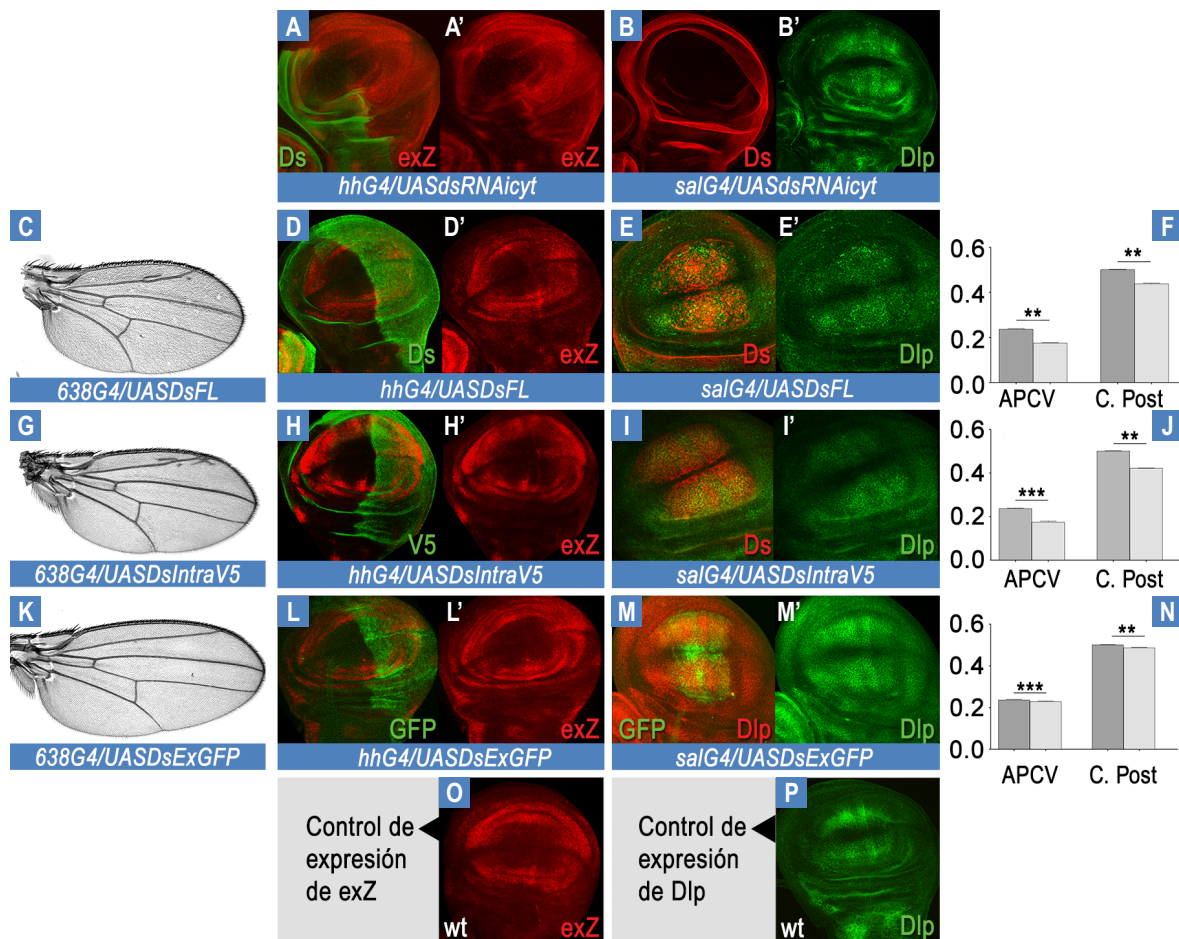 A A' B B'
Ds exZ exZ Ds Dlp
hhG4/UASdsRNAicyt salG4/UASdsRNAicyt
C D D' E E' F
0.6
0.4
0.2
0.0
** **
APCV C. Post
Ds exZ Ds Dlp
638G4/UASDsFL hhG4/UASDsFL salG4/UASDsFL
G H H' I I' J
0.6
0.4
0.2
0.0
*** **
APCV C. Post
V5 exZ Ds Dlp
638G4/UASDsIntraV5 hhG4/UASDsIntraV5 salG4/UASDsIntraV5
K L L' M M' N
0.6
0.4
0.2
0.0
*** **
APCV C. Post
GFP exZ GFP Dlp Dlp
638G4/UASDsExGFP hhG4/UASDsExGFP salG4/UASDsExGFP
O P
Control de
expresión
de exZ
wt exZ
Control de
expresión
de Dlp
wt Dlp